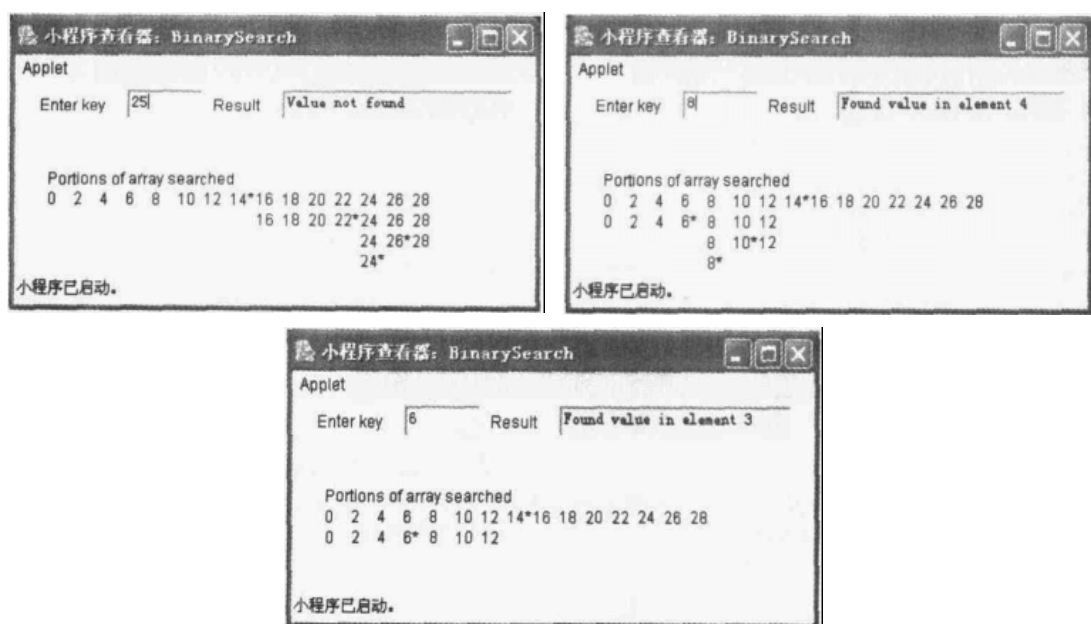 小程序查看器: BinarySearch
Applet
Enter key 25 Result Value not found
Portions of array searched
0 2 4 6 8 10 12 14*16 18 20 22 24 26 28
16 18 20 22*24 26 28
24 26*28
24*
小程序已启动。
小程序查看器: BinarySearch
Applet
Enter key 8 Result Found value in element 4
Portions of array searched
0 2 4 6 8 10 12 14*16 18 20 22 24 26 28
0 2 4 6* 8 10 12
8 10*12
8*
小程序已启动。
小程序查看器: BinarySearch
Applet
Enter key 6 Result Found value in element 3
Portions of array searched
0 2 4 6 8 10 12 14*16 18 20 22 24 26 28
0 2 4 6* 8 10 12
小程序已启动。